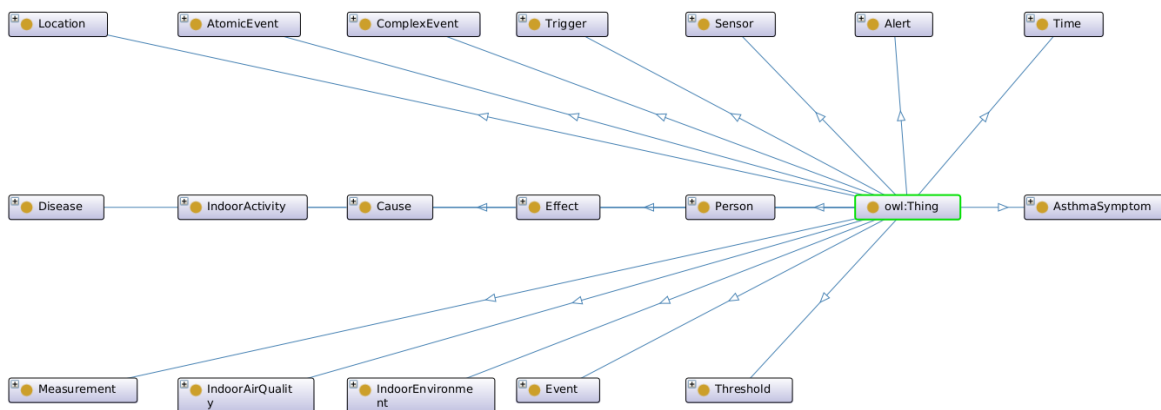 Location
AtomicEvent
ComplexEvent
Trigger
Sensor
Alert
Time
Disease
IndoorActivity
Cause
Effect
Person
owl:Thing
AsthmaSymptom
Measurement
IndoorAirQualit
y
IndoorEnvironme
nt
Event
Threshold